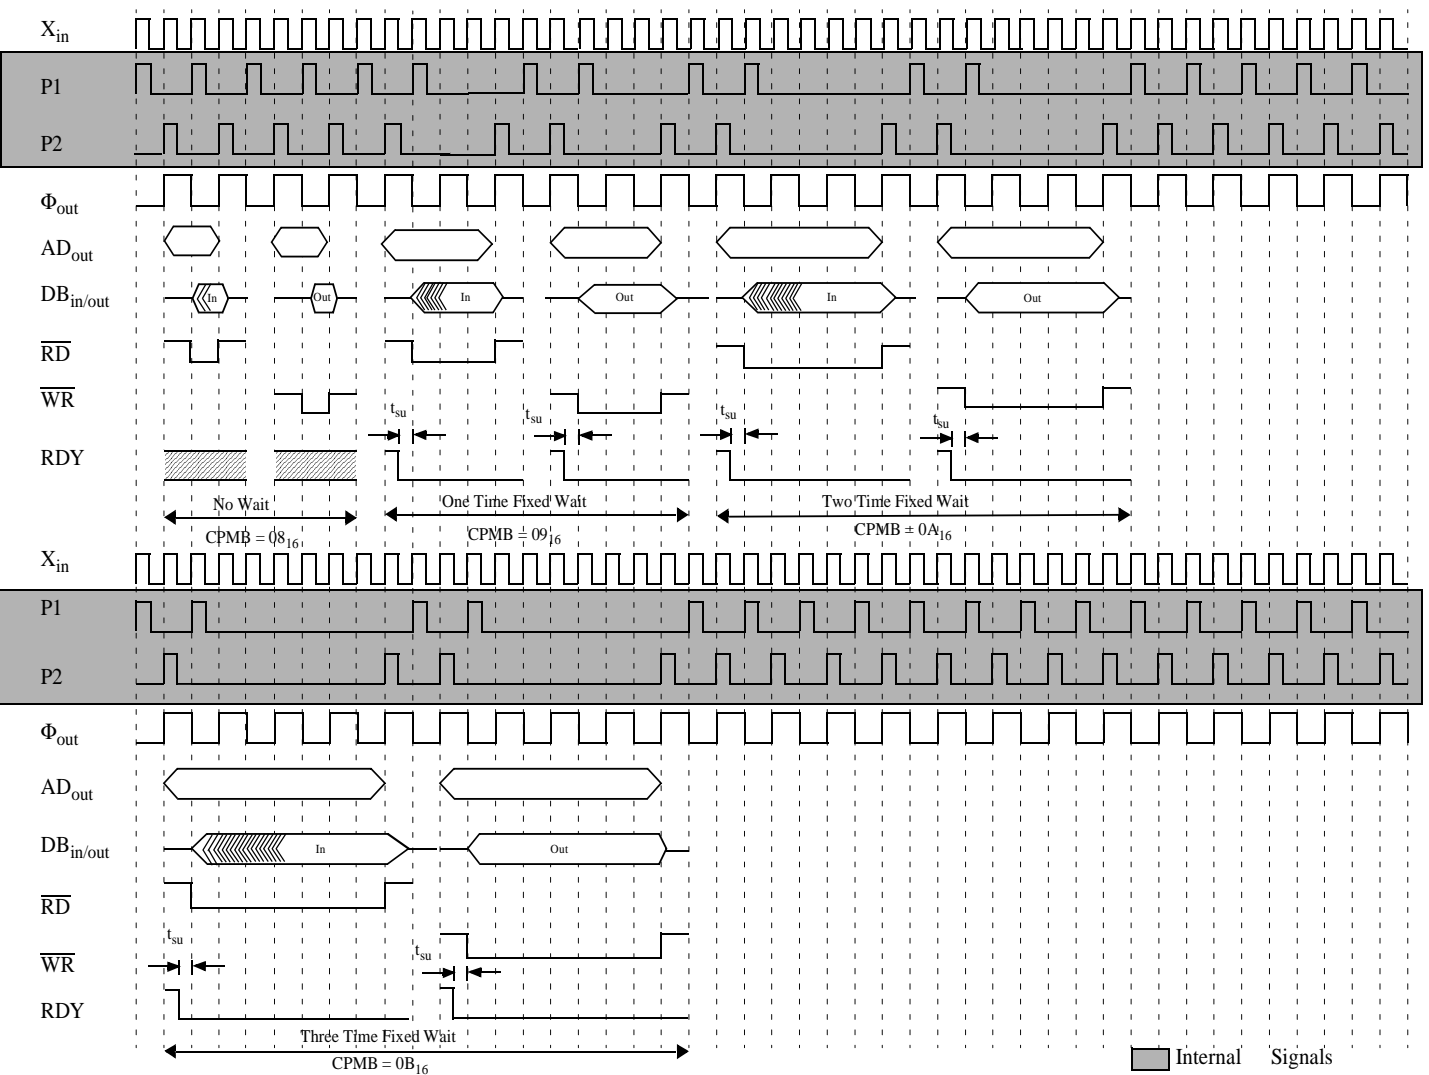 Xin
P1
P2
Φout
ADout
DBin/out In Out In Out In Out
RD
WR
tsu tsu tsu tsu
RDY
No Wait One Time Fixed Wait Two Time Fixed Wait
CPMB = 0816 CPMB = 0916 CPMB = 0A16
Xin
P1
P2
Φout
ADout
DBin/out In Out
RD
tsu tsu
WR
RDY
Three Time Fixed Wait
CPMB = 0B16
Internal Signals